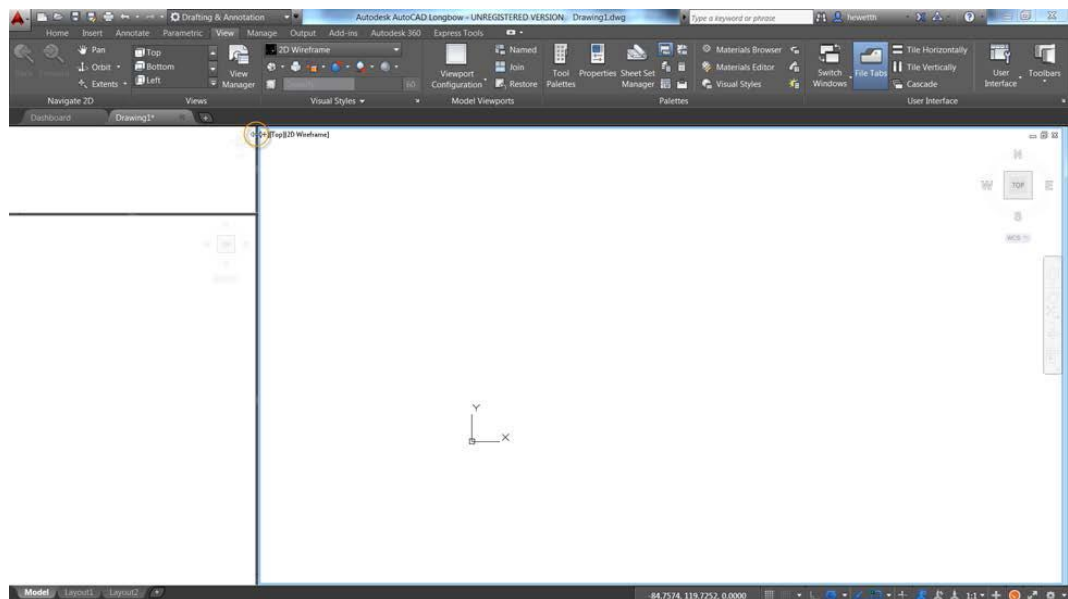 Drafting & Annotation Autodesk AutoCAD Longbow - UNREGISTERED VERSION Drawing1.dwg Type a keyword or phrase hewettn
Home Insert Annotate Parametric View Manage Output Add-ins Autodesk 360 Express Tools
Pan Top 2D Wireframe Named Materials Browser Tile Horizontally
Orbit Bottom Join Materials Editor Tile Vertically
Extents Left View Manager 60 Viewport Configuration Restore Tool Palettes Properties Sheet Set Manager Visual Styles Switch Windows File Tabs Cascade User Interface Toolbars
Navigate 2D Views Visual Styles Model Viewports Palettes User Interface
Dashboard Drawing1*
[+][Top][2D Wireframe]
N
W TOP E
S
WCS
Y
X
Model Layout1 Layout2 -84.7574, 119.7252, 0.0000 1:1